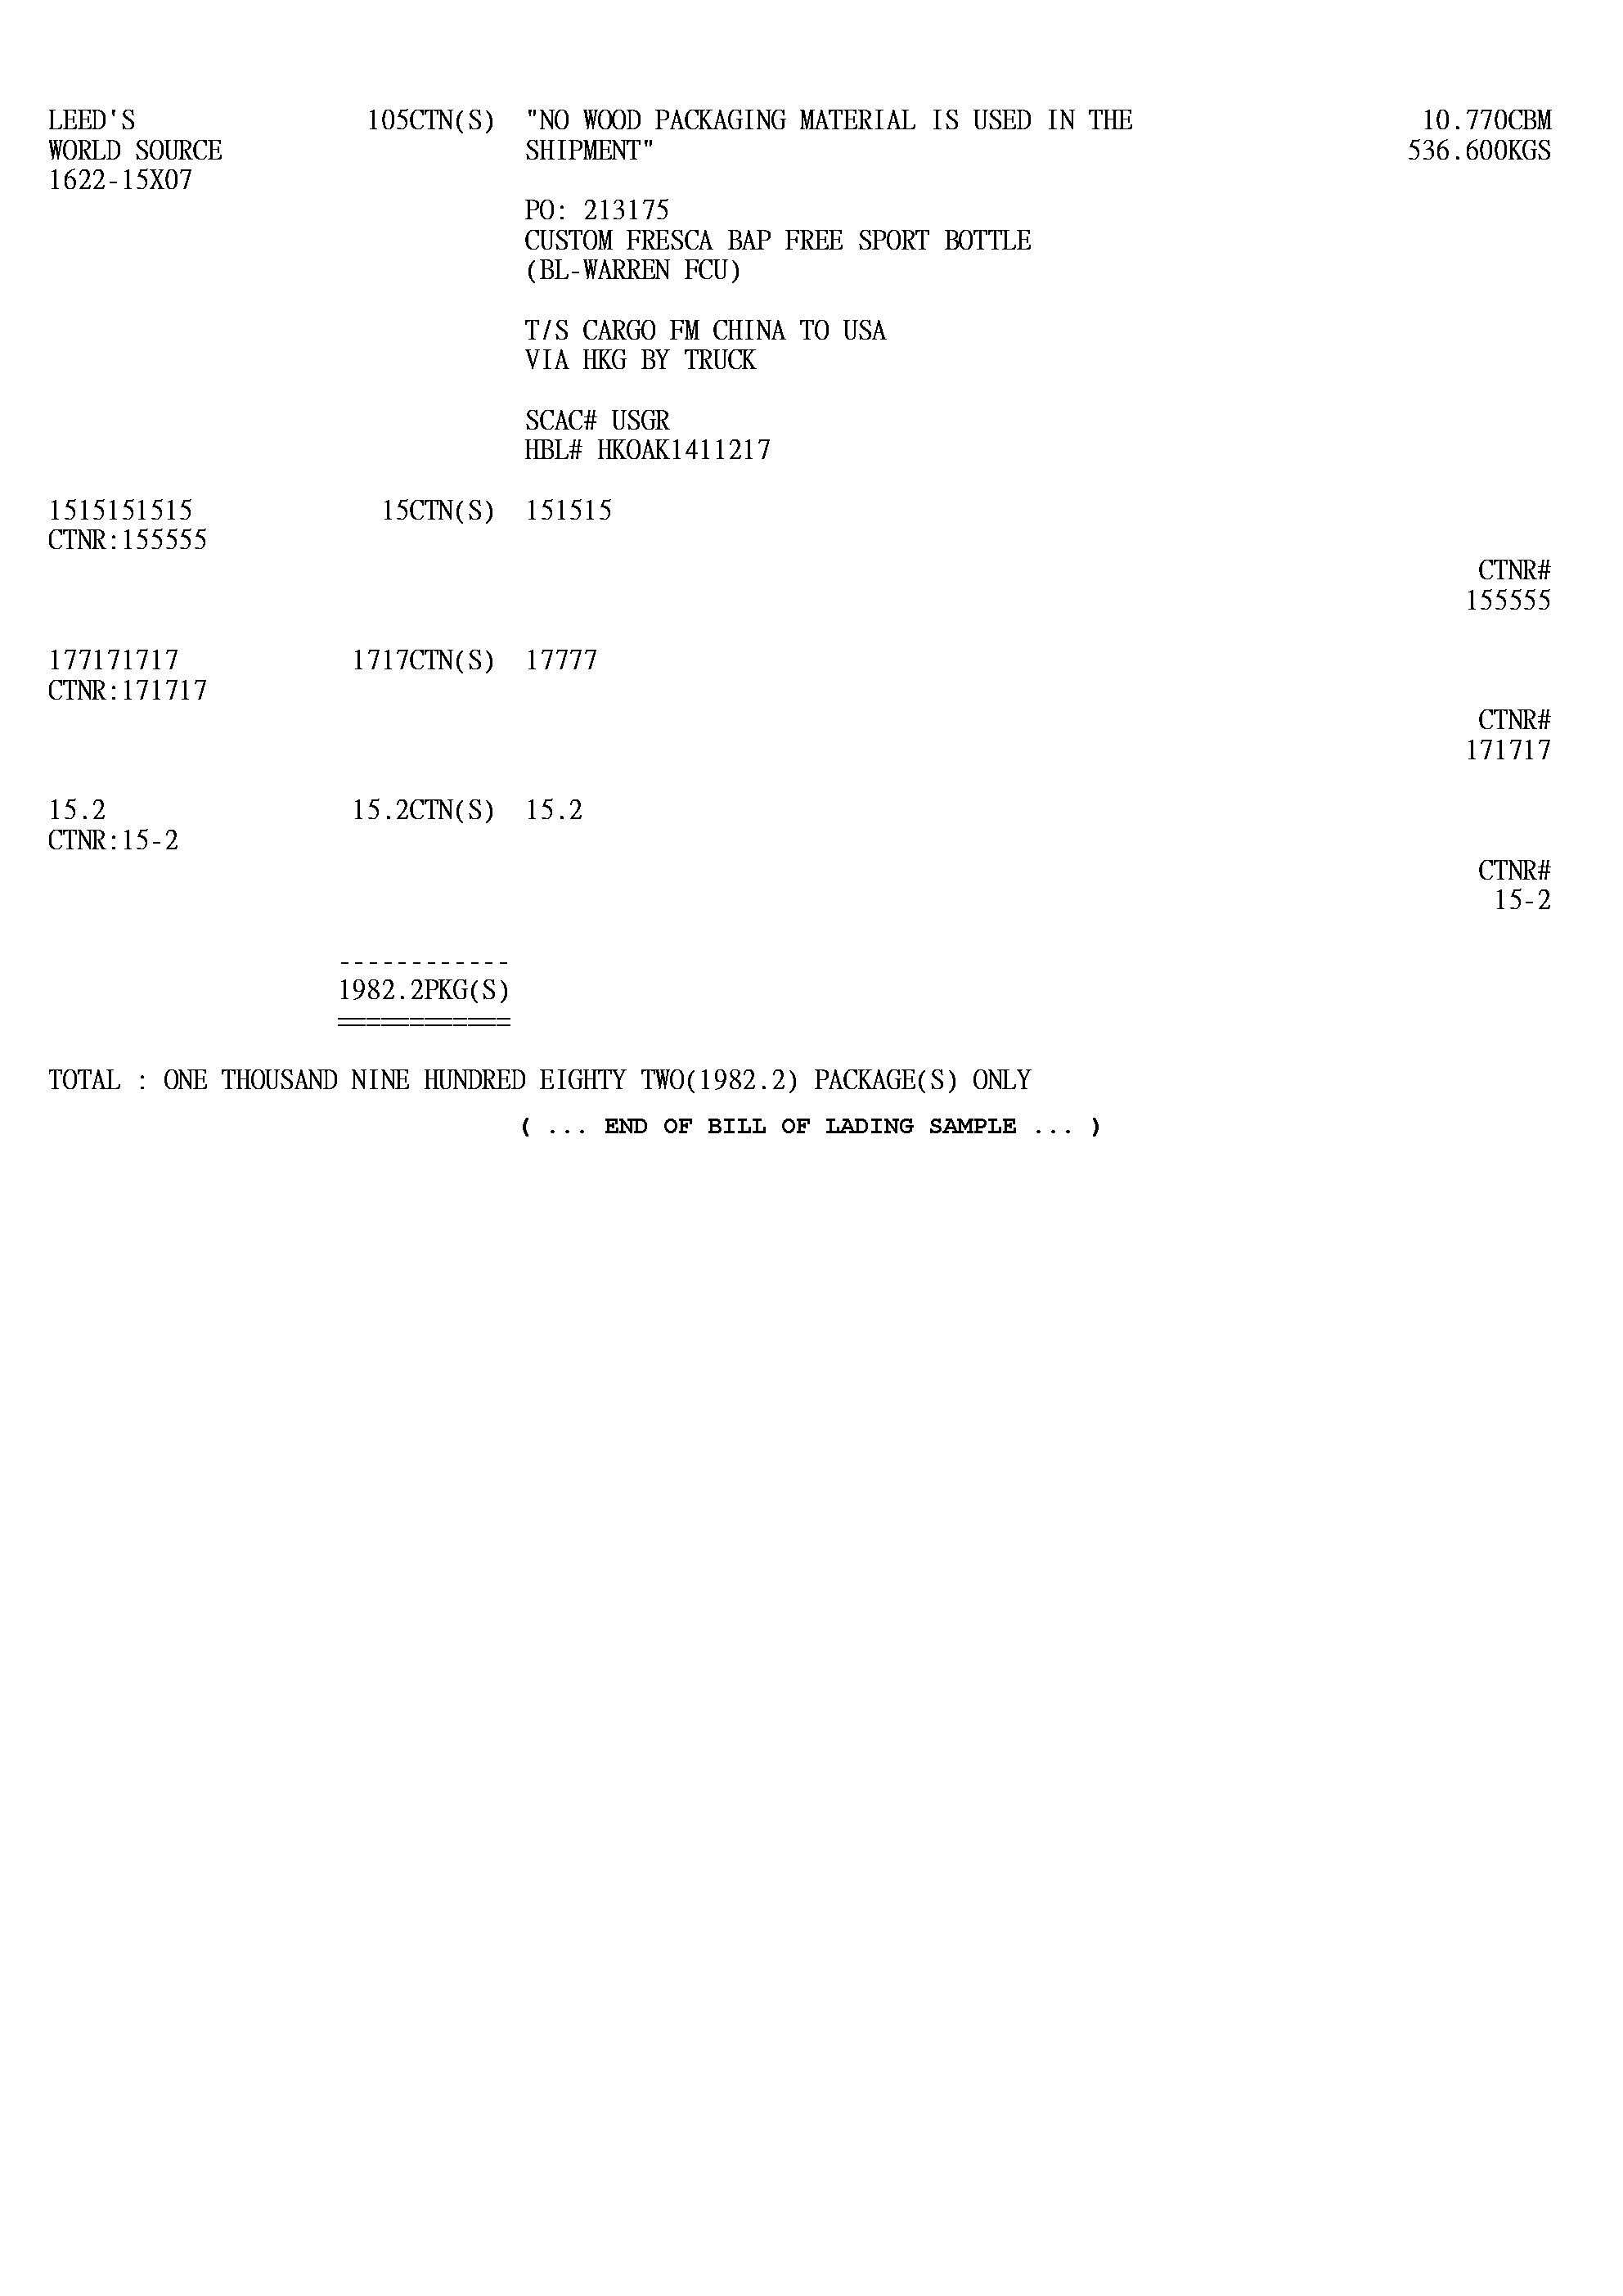 LEED'S 105CTN(S) "NO WOOD PACKAGING MATERIAL IS USED IN THE 10.770CBM
WORLD SOURCE SHIPMENT" 536.600KGS
1622-15X07
PO: 213175
CUSTOM FRESCA BAP FREE SPORT BOTTLE
(BL-WARREN FCU)
T/S CARGO FM CHINA TO USA
VIA HKG BY TRUCK
SCAC# USGR
HBL# HKOAK1411217
1515151515 15CTN(S) 151515
CTNR:155555
CTNR#
155555
177171717 1717CTN(S) 17777
CTNR:171717
CTNR#
171717
15.2 15.2CTN(S) 15.2
CTNR:15-2
CTNR#
15-2
------------
1982.2PKG(S)
============
TOTAL : ONE THOUSAND NINE HUNDRED EIGHTY TWO(1982.2) PACKAGE(S) ONLY
( ... END OF BILL OF LADING SAMPLE ... )